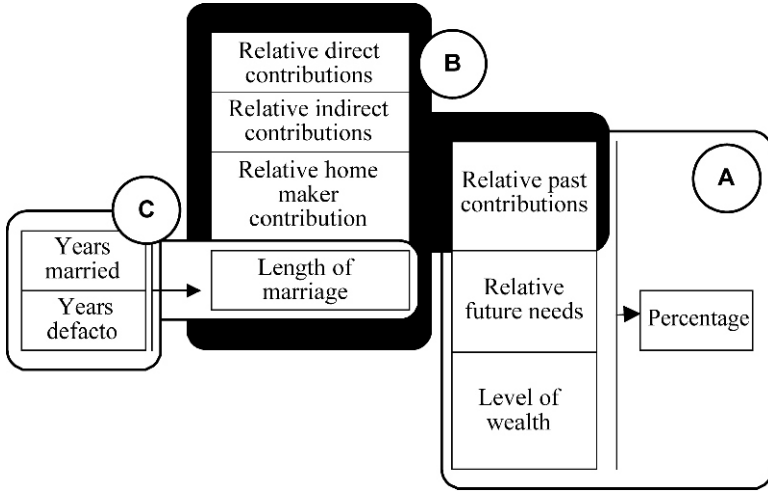 Relative direct
contributions
B
Relative indirect
contributions
Relative home
maker
contribution
C
Years
married
Years
defacto
Length of
marriage
A
Relative past
contributions
Relative
future needs
Level of
wealth
Percentage